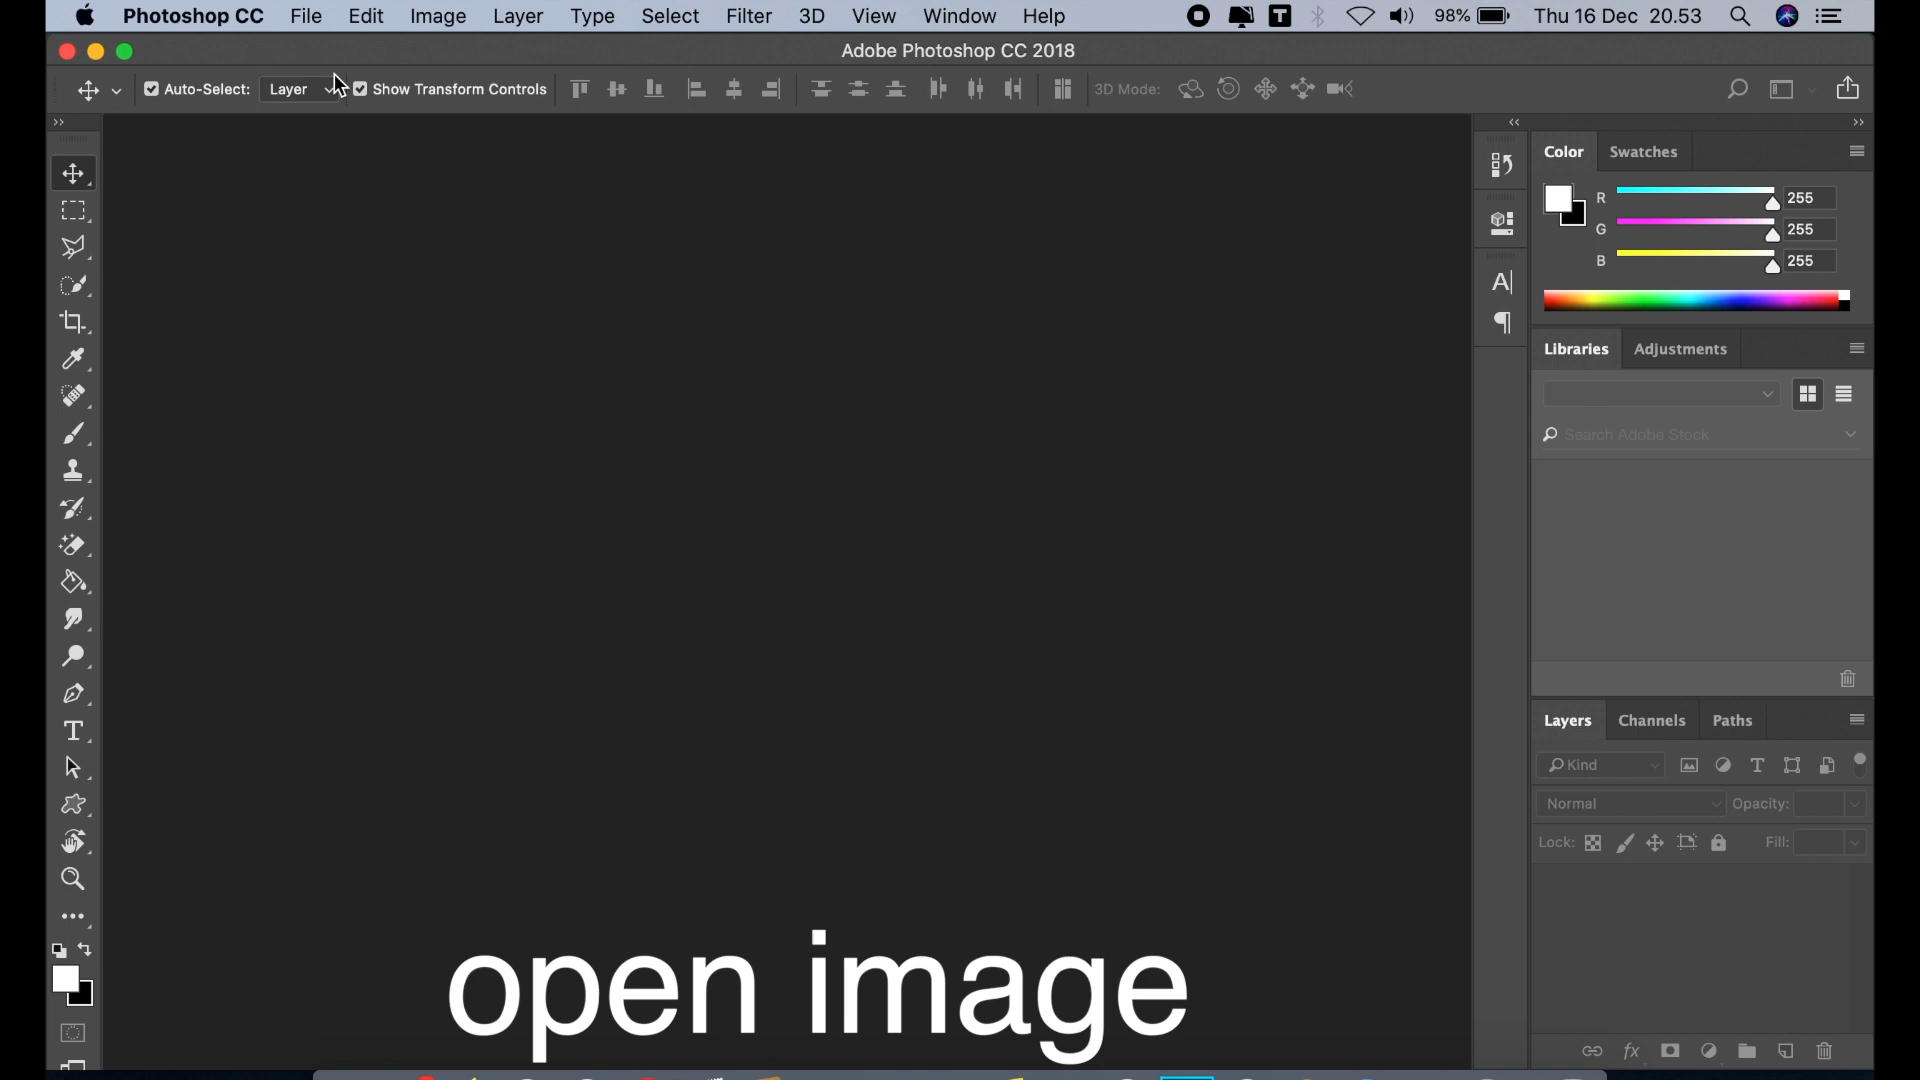 Photoshop CC File Edit Image Layer Type Select Filter 3D View Window Help T 98% Thu 16 Dec 20.53
Adobe Photoshop CC 2018
Auto-Select: Layer Show Transform Controls 3D Mode:
Color Swatches
R 255
G 255
B 255
Libraries Adjustments
Search Adobe Stock
Layers Channels Paths
Kind
Normal Opacity:
Lock: Fill:
open image